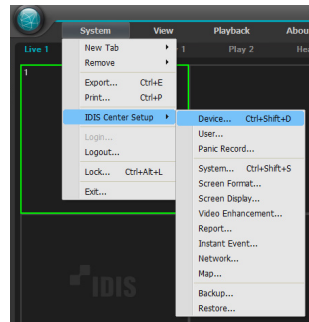 System View Playback Abou
Live 1 1 Play 2 He
New Tab
Remove
1
Export... Ctrl+E
Print... Ctrl+P
IDIS Center Setup
Login...
Logout...
Lock... Ctrl+Alt+L
Exit...
Device... Ctrl+Shift+D
User...
Panic Record...
System... Ctrl+Shift+S
Screen Format...
Screen Display...
Video Enhancement...
Report...
Instant Event...
Network...
Map...
Backup...
Restore...
IDIS